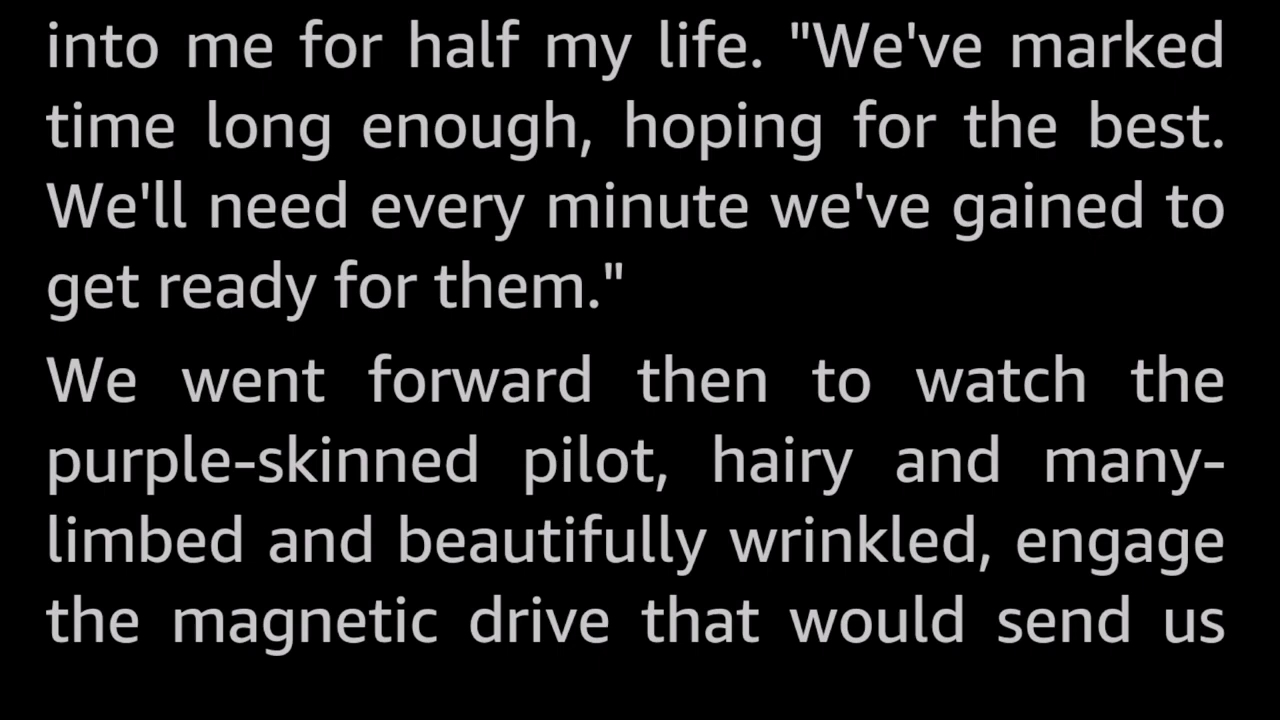 into me for half my life. "We've marked
time long enough, hoping for the best.
We'll need every minute we've gained to
get ready for them."
We went forward then to watch the
purple-skinned pilot, hairy and many-
limbed and beautifully wrinkled, engage
the magnetic drive that would send us